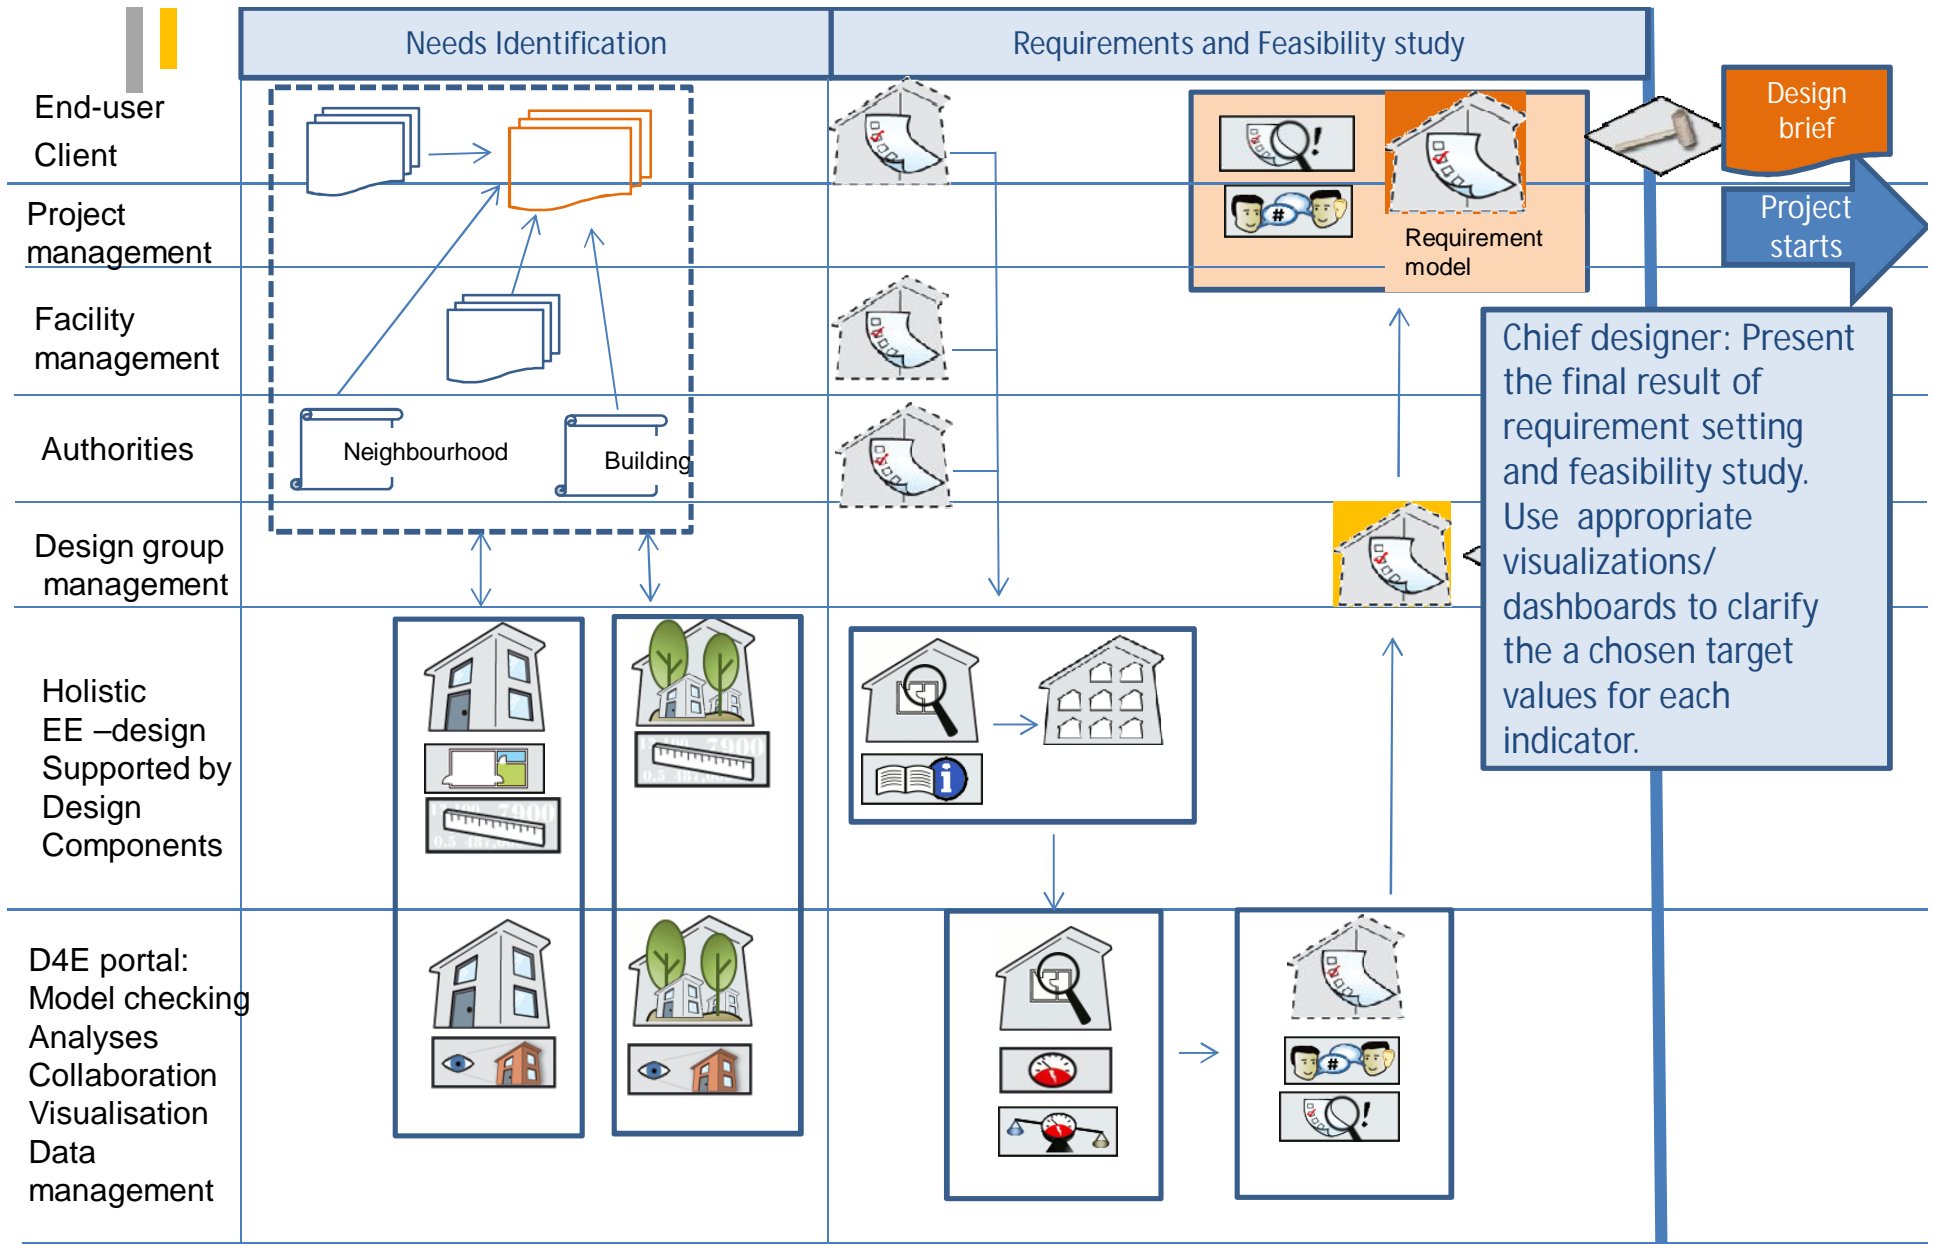 Needs Identification
Requirements and Feasibility study
End-user
Client
Design
brief
Project
management
Project
starts
#
!
Requirement
model
Facility
management
Authorities
Neighbourhood
Building
Design group
management
Chief designer: Present
the final result of
requirement setting
and feasibility study.
Use appropriate
visualizations/
dashboards to clarify
the a chosen target
values for each
indicator.
Holistic
EE –design
Supported by
Design
Components
7900
7900
i
D4E portal:
Model checking
Analyses
Collaboration
Visualisation
Data
management
#
!